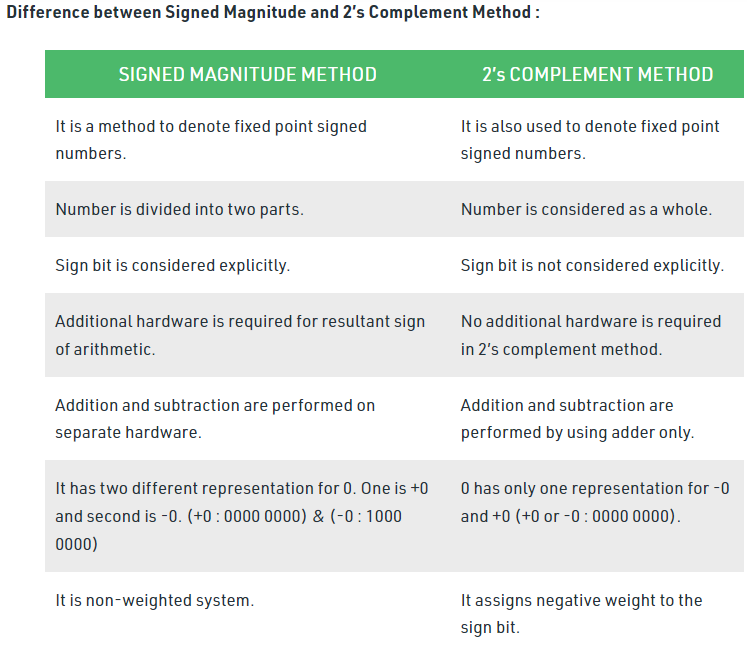 Difference between Signed Magnitude and 2’s Complement Method :
SIGNED MAGNITUDE METHOD
2’s COMPLEMENT METHOD
It is a method to denote fixed point signed
numbers.
It is also used to denote fixed point
signed numbers.
Number is divided into two parts.
Number is considered as a whole.
Sign bit is considered explicitly.
Sign bit is not considered explicitly.
Additional hardware is required for resultant sign
of arithmetic.
No additional hardware is required
in 2’s complement method.
Addition and subtraction are performed on
separate hardware.
Addition and subtraction are
performed by using adder only.
It has two different representation for 0. One is +0
and second is -0. (+0 : 0000 0000) & (-0 : 1000
0000)
0 has only one representation for -0
and +0 (+0 or -0 : 0000 0000).
It is non-weighted system.
It assigns negative weight to the
sign bit.